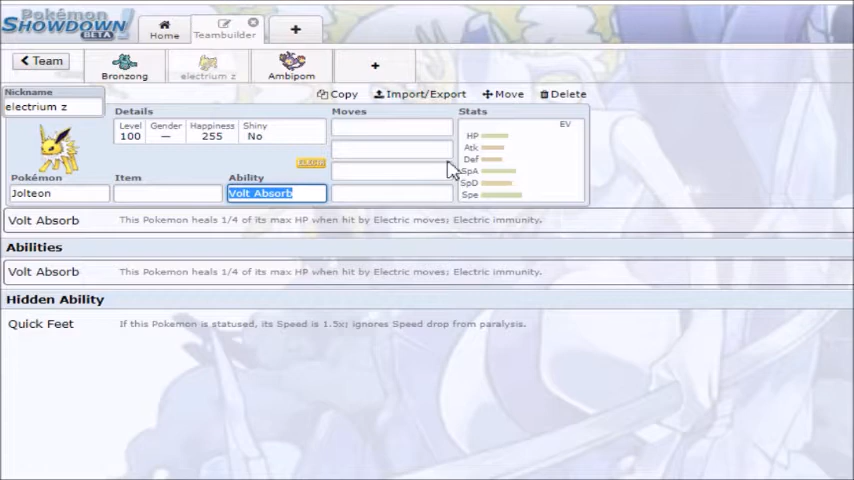 Pokémon
SHOWDOWN!
BETA
Home
Teambuilder
+
Team
Bronzong
electrium z
Ambipom
+
Nickname
electrium z
Copy
Import/Export
Move
Delete
Details
Moves
Stats
Level
Gender
Happiness
Shiny
100
—
255
No
EV
HP
Atk
Def
SpA
SpD
Spe
ELECTR
Pokémon
Item
Ability
Jolteon
Volt Absorb
Volt Absorb
This Pokemon heals 1/4 of its max HP when hit by Electric moves; Electric immunity.
Abilities
Volt Absorb
This Pokemon heals 1/4 of its max HP when hit by Electric moves; Electric immunity.
Hidden Ability
Quick Feet
If this Pokemon is statused, its Speed is 1.5x; ignores Speed drop from paralysis.